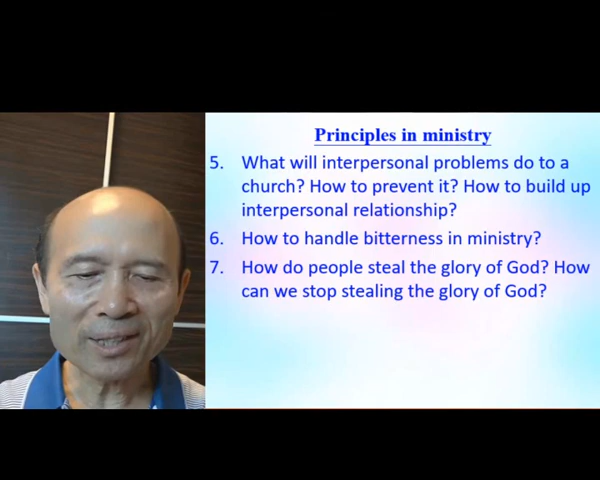 Principles in ministry
5. What will interpersonal problems do to a
church? How to prevent it? How to build up
interpersonal relationship?
6. How to handle bitterness in ministry?
7. How do people steal the glory of God? How
can we stop stealing the glory of God?